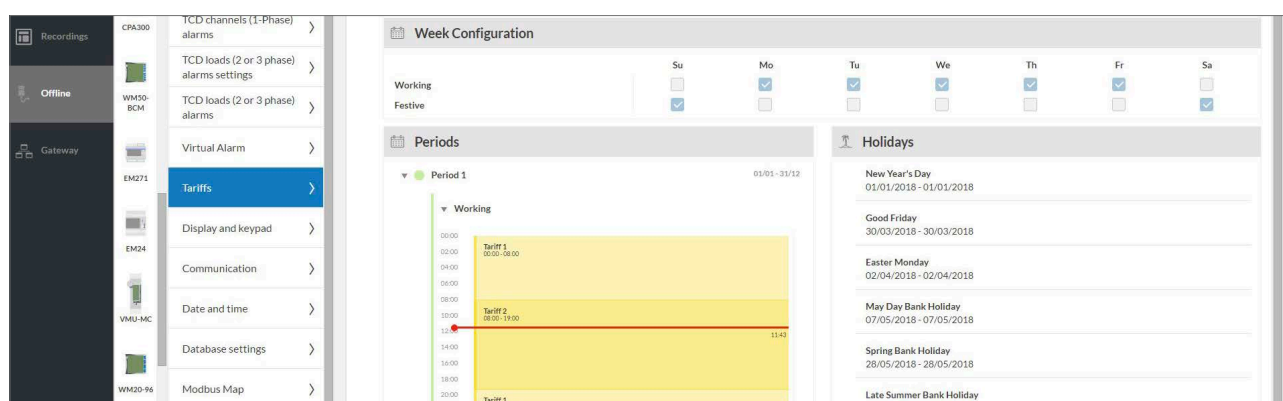 Recordings
Offline
Gateway
CPA300
WM50-
BCM
EM271
EM24
VMU-MC
WM20-96
TCD channels (1-Phase)
alarms
TCD loads (2 or 3 phase)
alarms settings
TCD loads (2 or 3 phase)
alarms
Virtual Alarm
Tariffs
Display and keypad
Communication
Date and time
Database settings
Modbus Map
Week Configuration
Su Mo Tu We Th Fr Sa
Working
Festive
Periods
Period 1 01/01 - 31/12
Working
00:00
02:00
04:00
06:00
08:00
10:00
14:00
16:00
18:00
20:00
Tariff 1
00:00 - 08:00
Tariff 2
08:00 - 19:00
11:42
Tariff 1
Holidays
New Year's Day
01/01/2018 - 01/01/2018
Good Friday
30/03/2018 - 30/03/2018
Easter Monday
02/04/2018 - 02/04/2018
May Day Bank Holiday
07/05/2018 - 07/05/2018
Spring Bank Holiday
28/05/2018 - 28/05/2018
Late Summer Bank Holiday